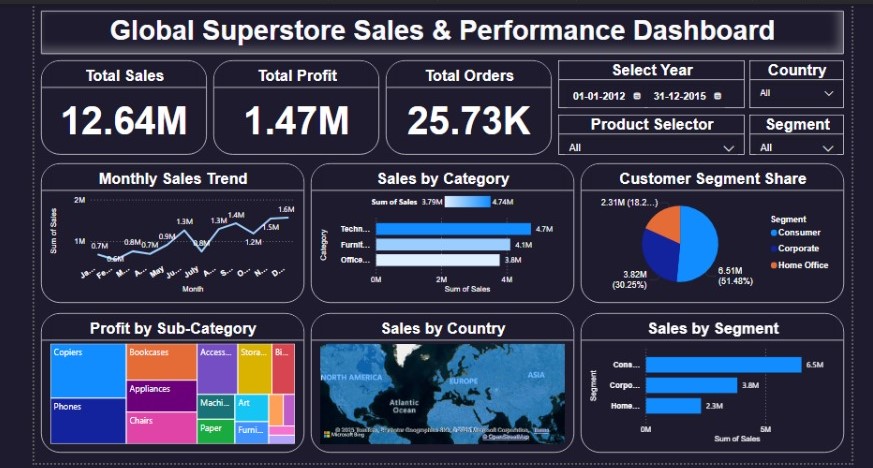 Global Superstore Sales & Performance Dashboard
Total Sales
12.64M
Total Profit
1.47M
Total Orders
25.73K
Select Year
01-01-2012 31-12-2015
Country
All
Product Selector
All
Segment
All
Monthly Sales Trend
Sum of Sales
2M
1M
0.7M
0.6M
0.8M
0.7M
0.9M
1.3M
0.8M
1.3M
1.4M
1.2M
1.5M
1.6M
Ja...
Fe...
M...
A...
May
Ju...
July
A...
S...
O...
N...
D...
Month
Sales by Category
Sum of Sales 3.79M 4.74M
Category
Techn...
4.7M
Furnit...
4.1M
Office...
3.8M
0M 2M 4M
Sum of Sales
Customer Segment Share
2.31M (18.2...)
3.82M
(30.25%)
6.51M
(51.48%)
Segment
Consumer
Corporate
Home Office
Profit by Sub-Category
Copiers
Phones
Bookcases
Appliances
Chairs
Access...
Machi...
Paper
Stora...
Art
Furni...
Bi...
Sales by Country
NORTH AMERICA
EUROPE
ASIA
Atlantic
Ocean
Microsoft Bing
© OpenStreetMap
Sales by Segment
Segment
Cons...
6.5M
Corpo...
3.8M
Home...
2.3M
0M 5M
Sum of Sales